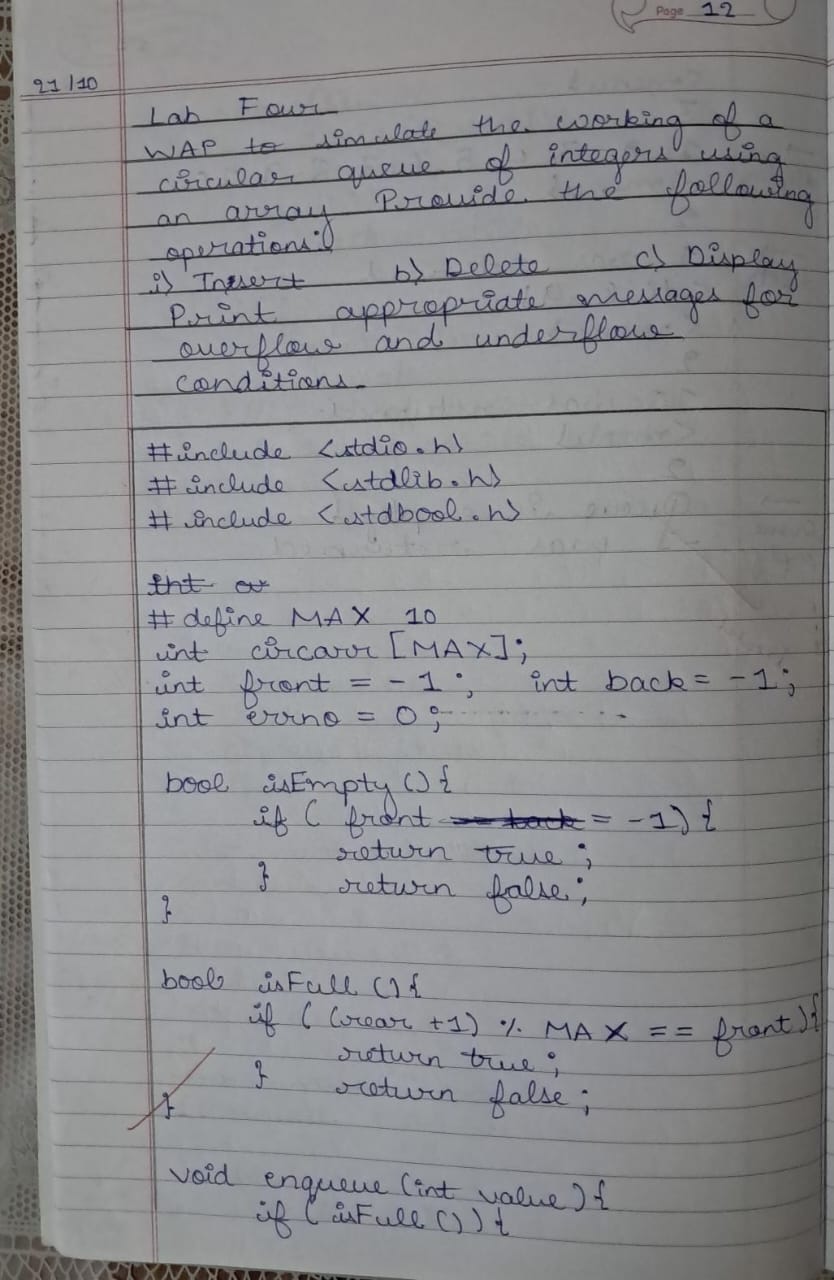 Page 12
21/10
Lab Four
WAP to simulate the working of a
circular queue of integers using
an array Provide the following
operations:
i) Insert b) Delete c) Display
Print appropriate messages for
overflow and underflow
conditions.
#include <stdio.h>
#include <stdlib.h>
#include <stdbool.h>
int ar
#define MAX 10
int circarr [MAX];
int front = -1; int back = -1;
int errno = 0;
bool isEmpty () {
if ( front == back = -1) {
return true;
} return false;
}
bool isFull () {
if ( (rear +1) % MAX == front) {
return true;
} return false;
}
void enqueue (int value) {
if (isFull ()) {